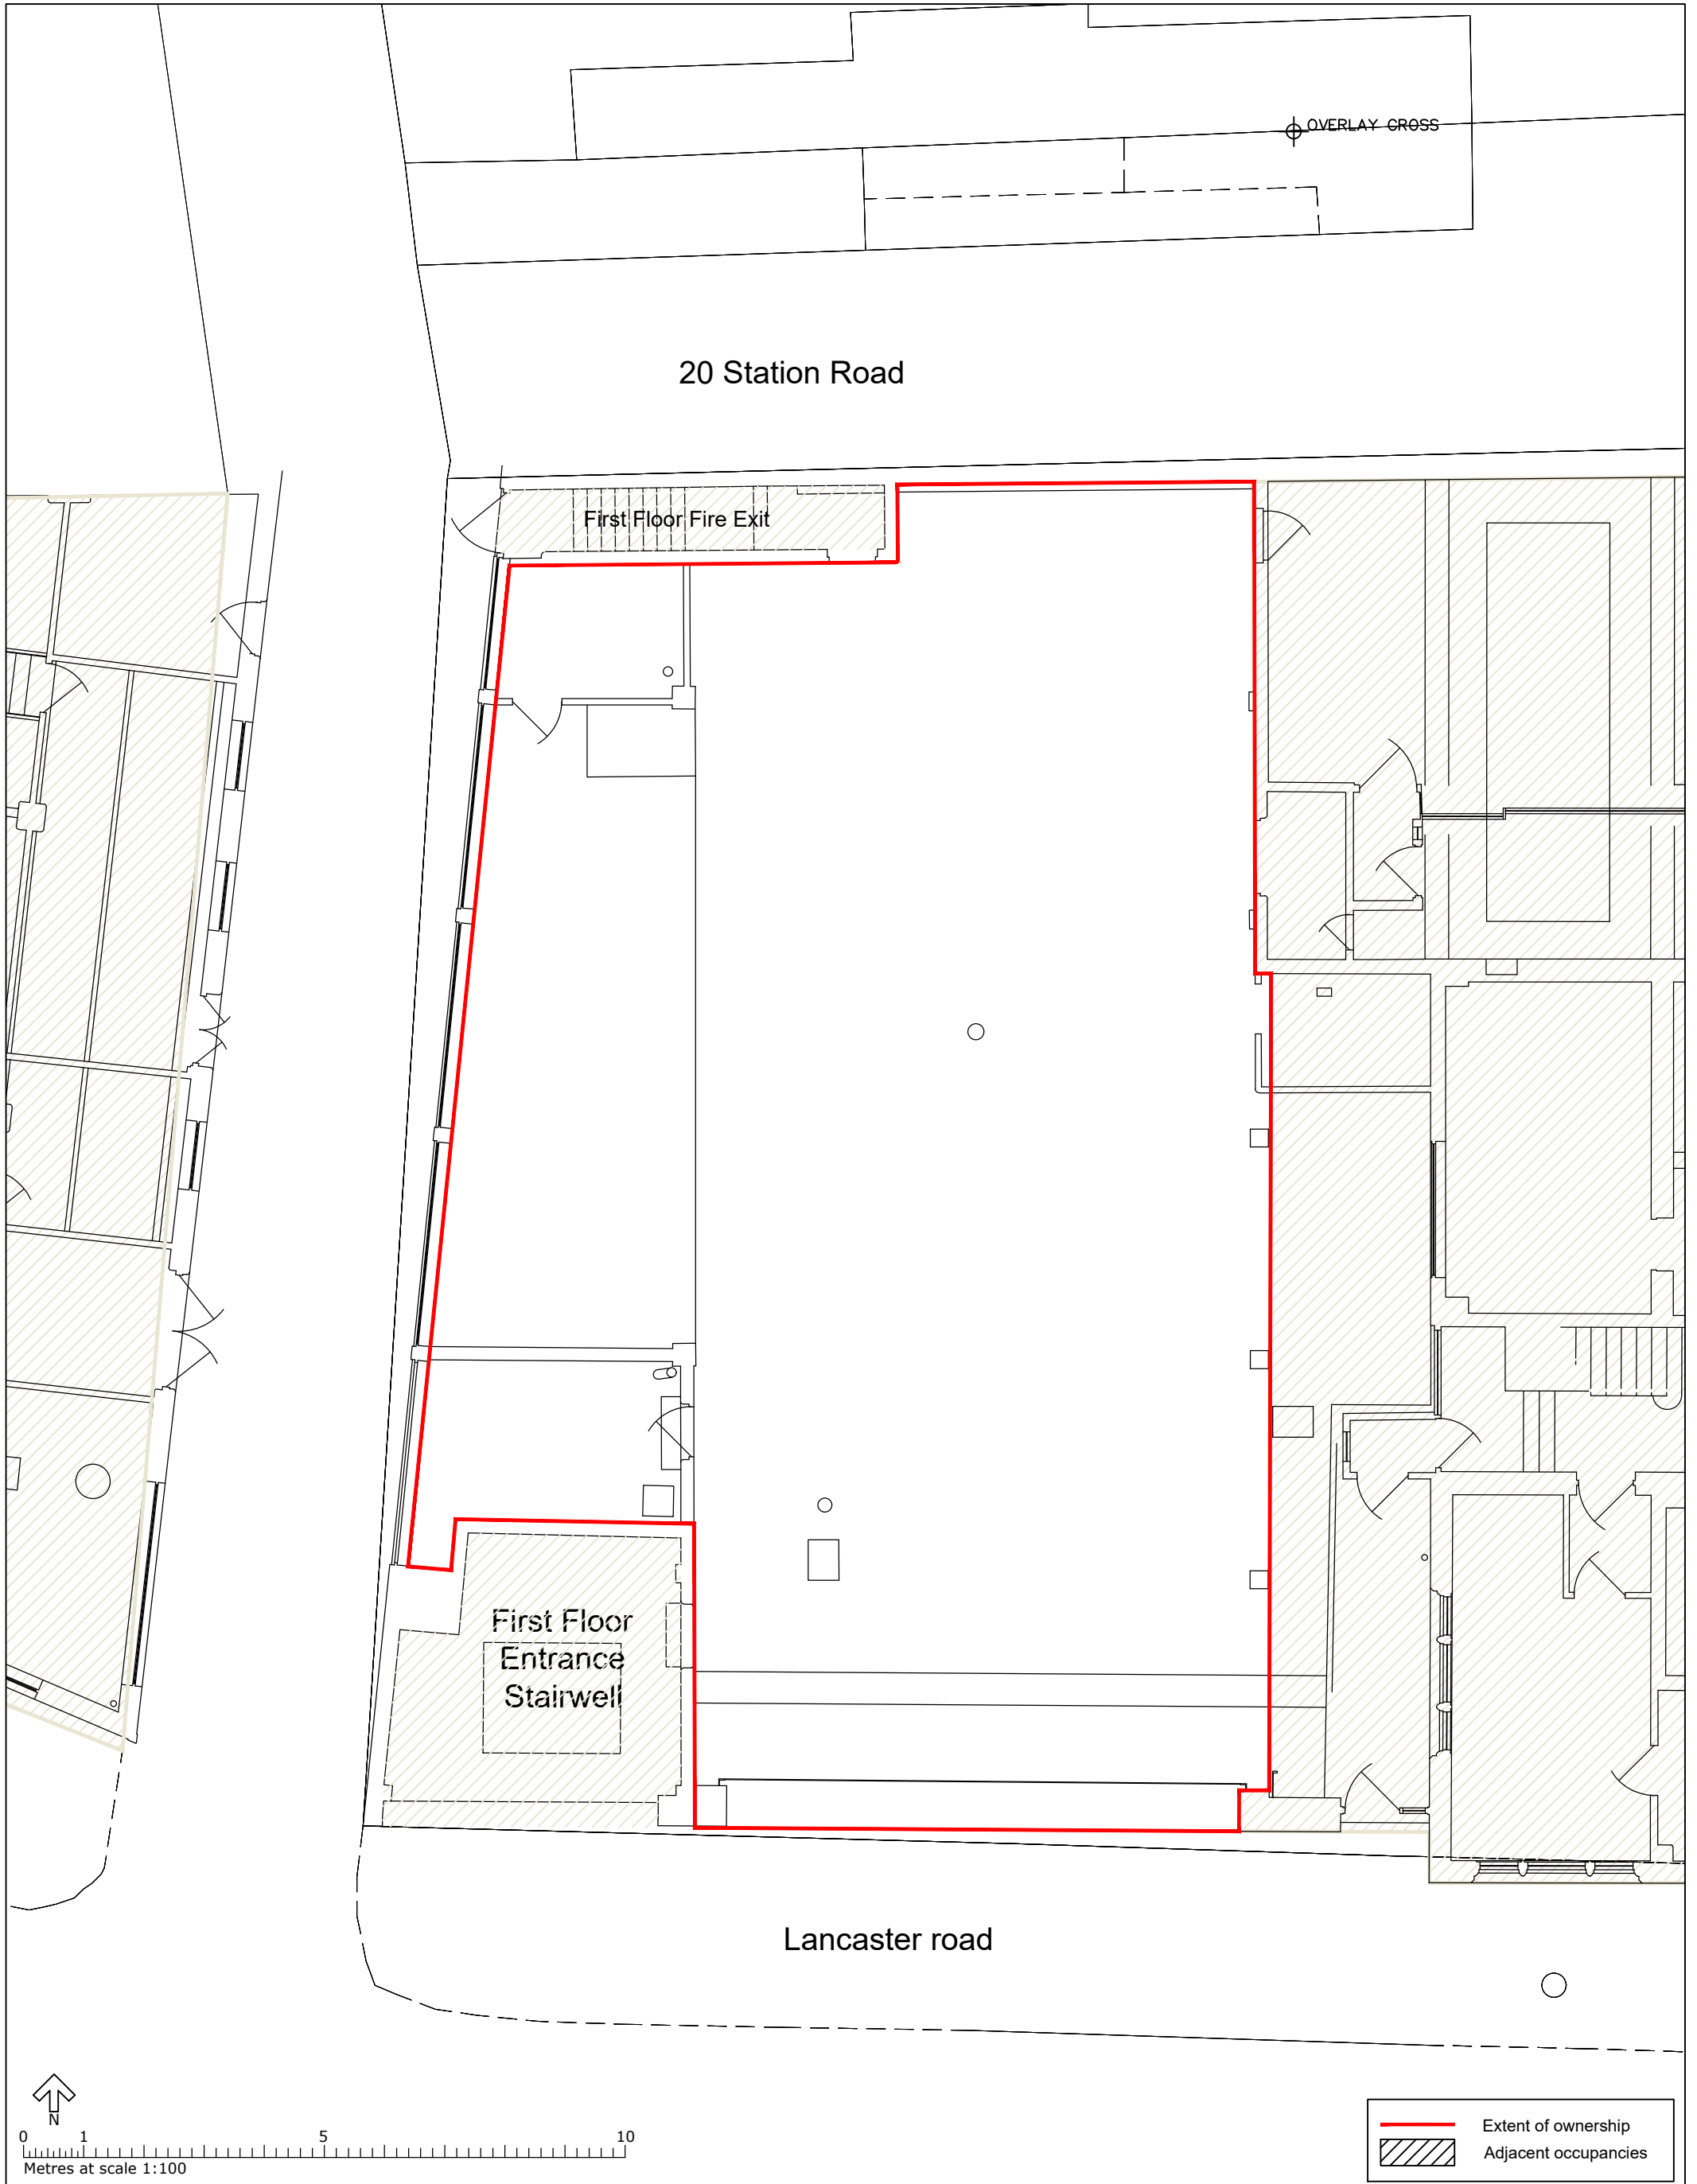 OVERLAY CROSS
20 Station Road
First Floor Fire Exit
First Floor
Entrance
Stairwell
Lancaster road
N
0 1 5 10
Metres at scale 1:100
Extent of ownership
Adjacent occupancies